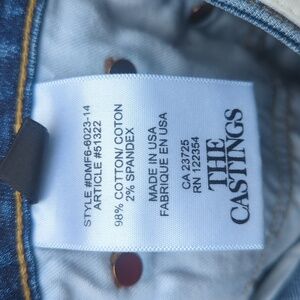 STYLE #DMF6-6023-14
ARTICLE #51322
98% COTTON/ COTON
2% SPANDEX
MADE IN USA
FABRIQUE EN USA
CA 23725
RN 122354
THE
CASTINGS